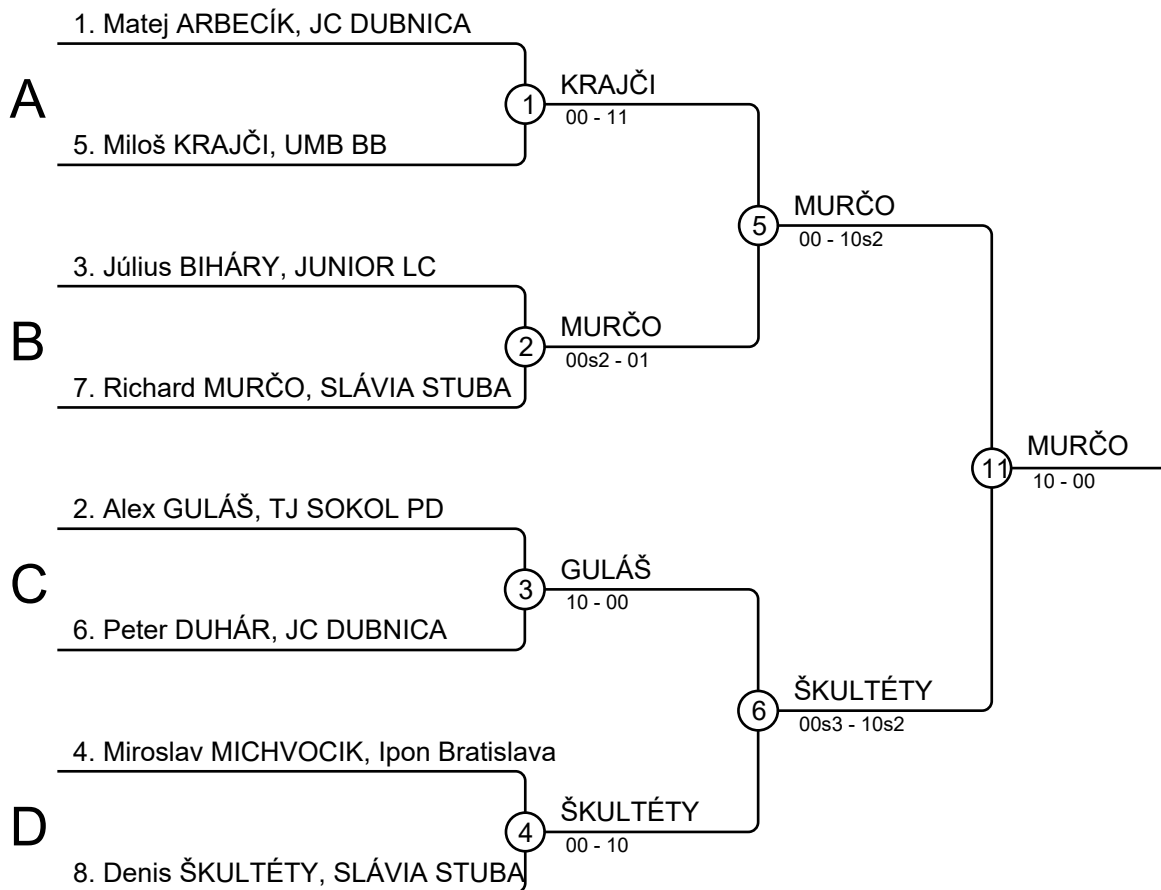 1. Matej ARBECÍK, JC DUBNICA
A
1
KRAJČI
00 - 11
5. Miloš KRAJČI, UMB BB
5
MURČO
00 - 10s2
3. Július BIHÁRY, JUNIOR LC
B
2
MURČO
00s2 - 01
7. Richard MURČO, SLÁVIA STUBA
11
MURČO
10 - 00
2. Alex GULÁŠ, TJ SOKOL PD
C
3
GULÁŠ
10 - 00
6. Peter DUHÁR, JC DUBNICA
6
ŠKULTÉTY
00s3 - 10s2
4. Miroslav MICHVOCIK, Ipon Bratislava
D
4
ŠKULTÉTY
00 - 10
8. Denis ŠKULTÉTY, SLÁVIA STUBA